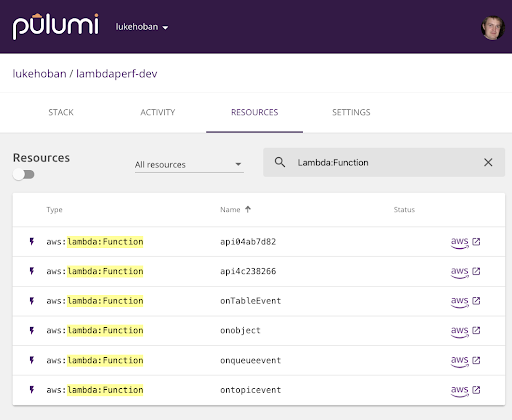 pulumi
lukehoban
lukehoban / lambdaperf-dev
STACK ACTIVITY RESOURCES SETTINGS
Resources
All resources
Lambda:Function
Type Name Status
aws:lambda:Function api04ab7d82 aws
aws:lambda:Function api4c238266 aws
aws:lambda:Function onTableEvent aws
aws:lambda:Function onobject aws
aws:lambda:Function onqueueevent aws
aws:lambda:Function ontopicevent aws